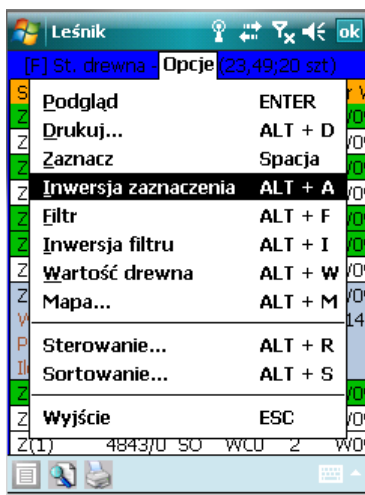 Leśnik ok
[F] St. drewna - Opcje (23,49;20 szt)
Podgląd ENTER
Drukuj... ALT + D
Zaznacz Spacja
Inwersja zaznaczenia ALT + A
Filtr ALT + F
Inwersja filtru ALT + I
Wartość drewna ALT + W
Mapa... ALT + M
Sterowanie... ALT + R
Sortowanie... ALT + S
Wyjście ESC
Z(1) 4843/0 SO WC0 2 W0